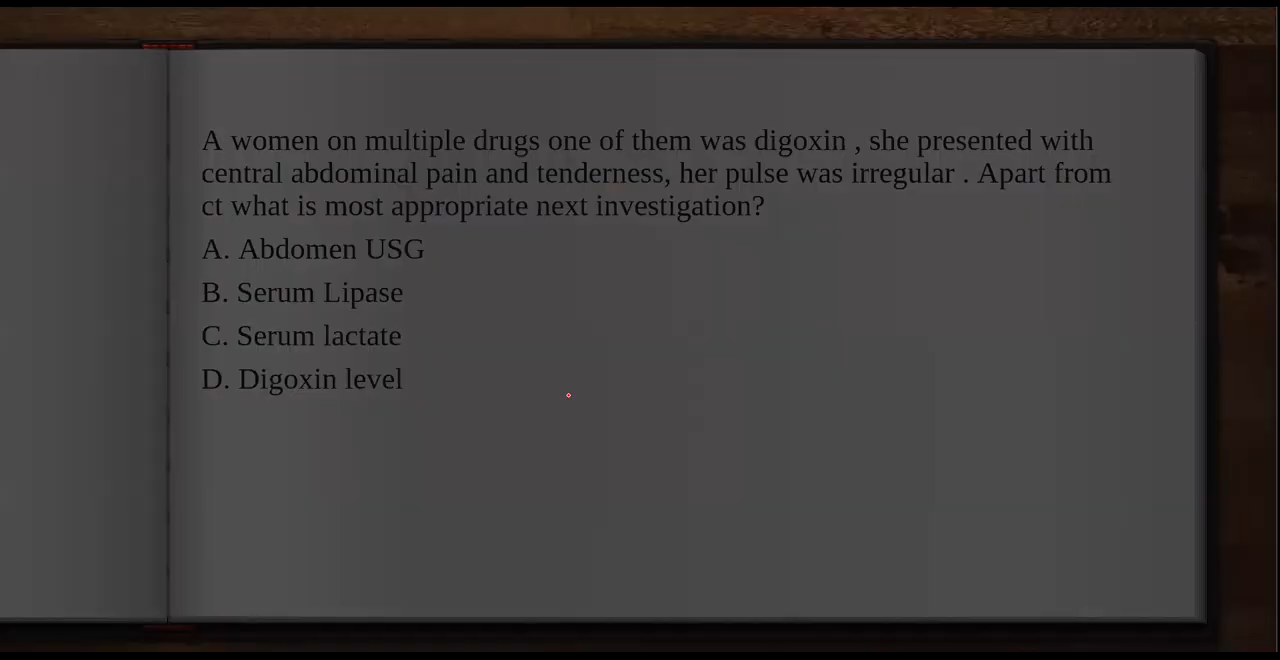 A women on multiple drugs one of them was digoxin , she presented with
central abdominal pain and tenderness, her pulse was irregular . Apart from
ct what is most appropriate next investigation?
A. Abdomen USG
B. Serum Lipase
C. Serum lactate
D. Digoxin level